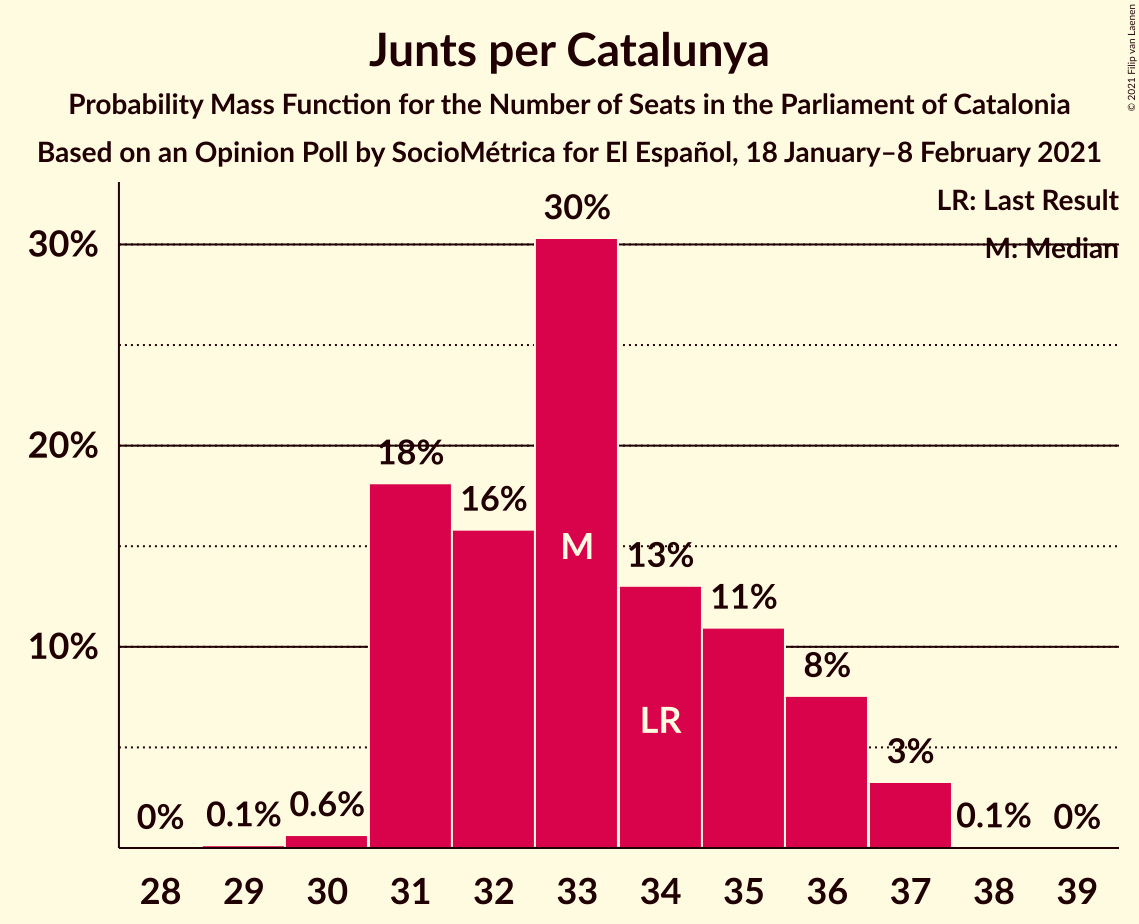 Junts per Catalunya
Probability Mass Function for the Number of Seats in the Parliament of Catalonia
Based on an Opinion Poll by SocioMétrica for El Español, 18 January–8 February 2021
© 2021 Filip van Laenen
LR: Last Result
M: Median
30%
20%
10%
0%
0.1%
0.6%
18%
16%
30%
M
13%
LR
11%
8%
3%
0.1%
0%
28 29 30 31 32 33 34 35 36 37 38 39